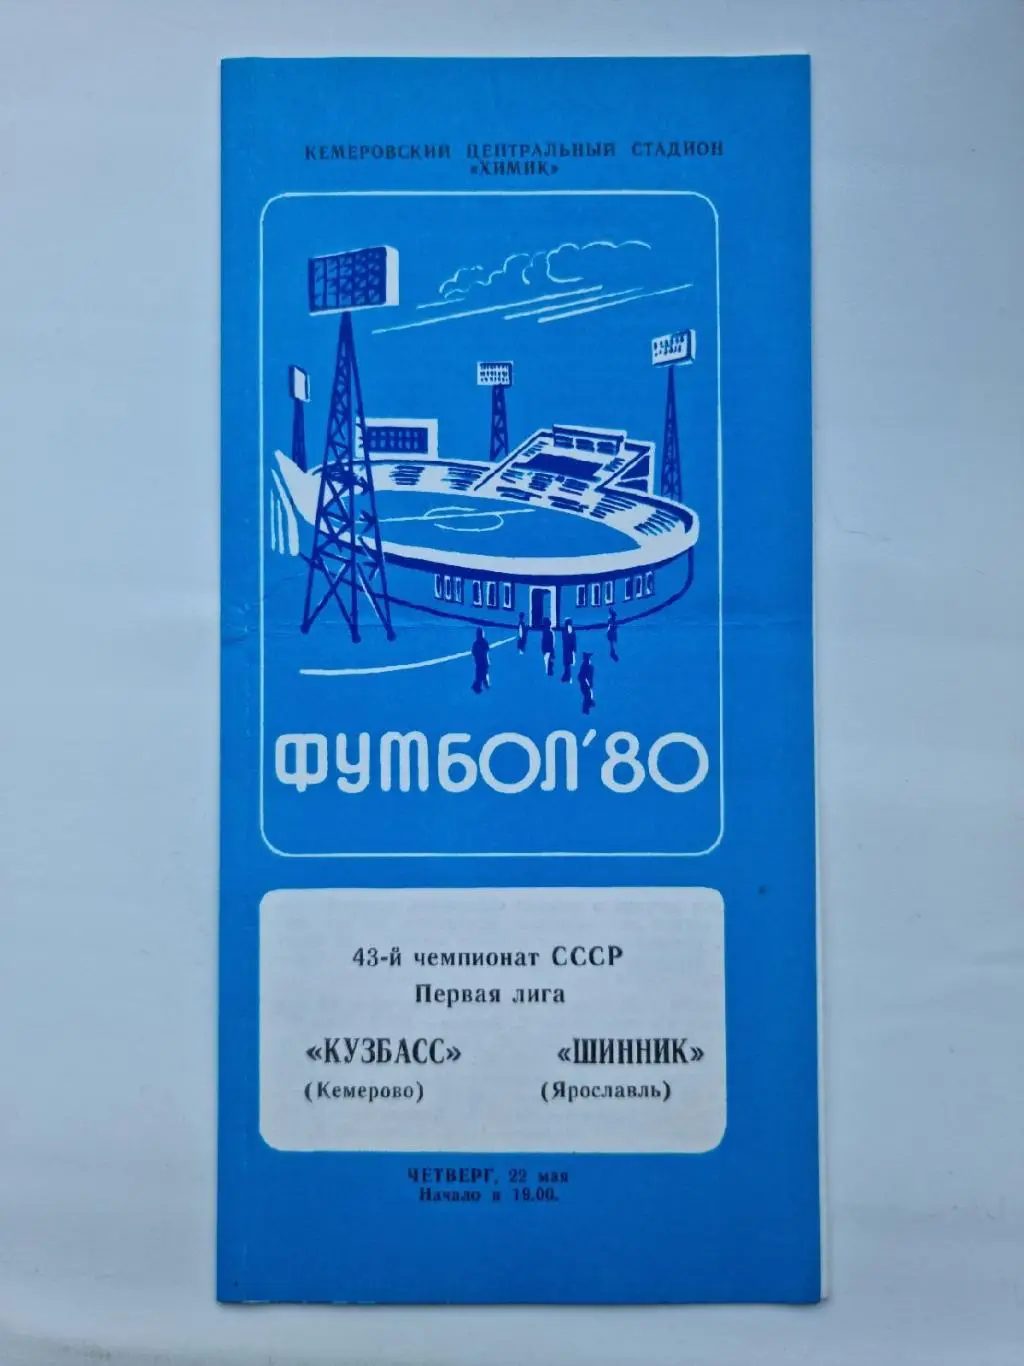 КЕМЕРОВСКИЙ ЦЕНТРАЛЬНЫЙ СТАДИОН
«ХИМИК»
ФУТБОЛ'80
43-й чемпионат СССР
Первая лига
«КУЗБАСС» «ШИННИК»
(Кемерово) (Ярославль)
ЧЕТВЕРГ, 22 мая
Начало в 19.00.